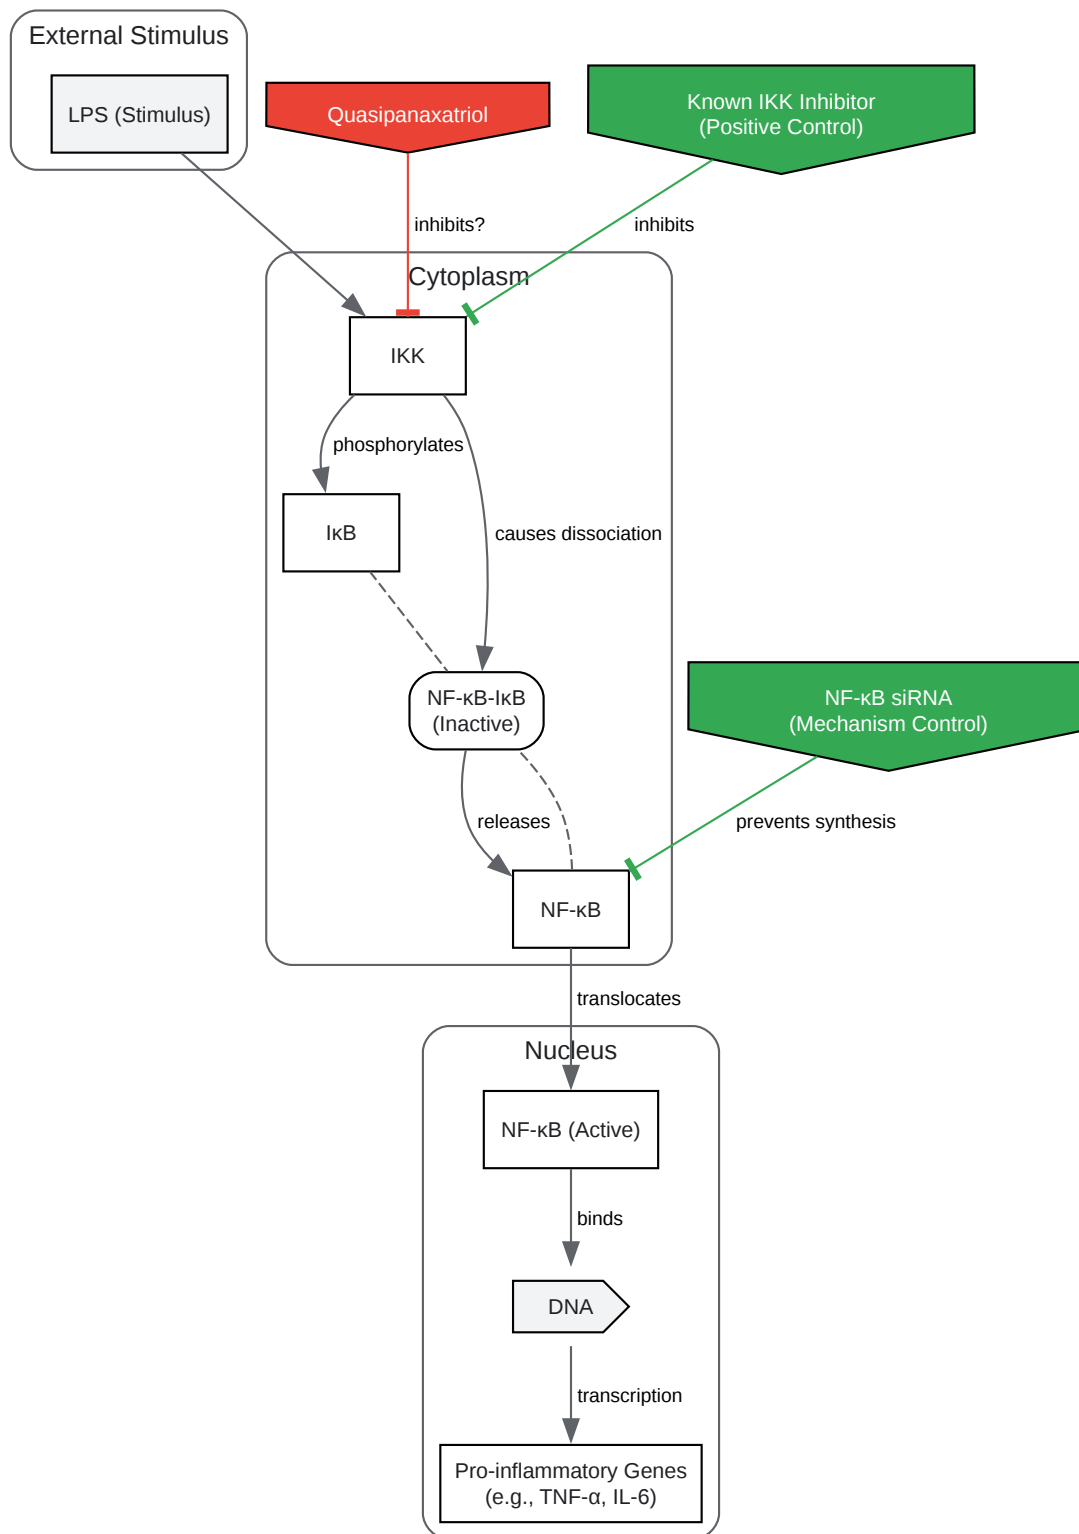 External Stimulus
LPS (Stimulus)
Quasipanaxatriol
Known IKK Inhibitor
(Positive Control)
inhibits?
inhibits
Cytoplasm
IKK
phosphorylates
IκB
causes dissociation
NF-κB-IκB
(Inactive)
NF-κB siRNA
(Mechanism Control)
releases
prevents synthesis
NF-κB
translocates
Nucleus
NF-κB (Active)
binds
DNA
transcription
Pro-inflammatory Genes
(e.g., TNF-α, IL-6)